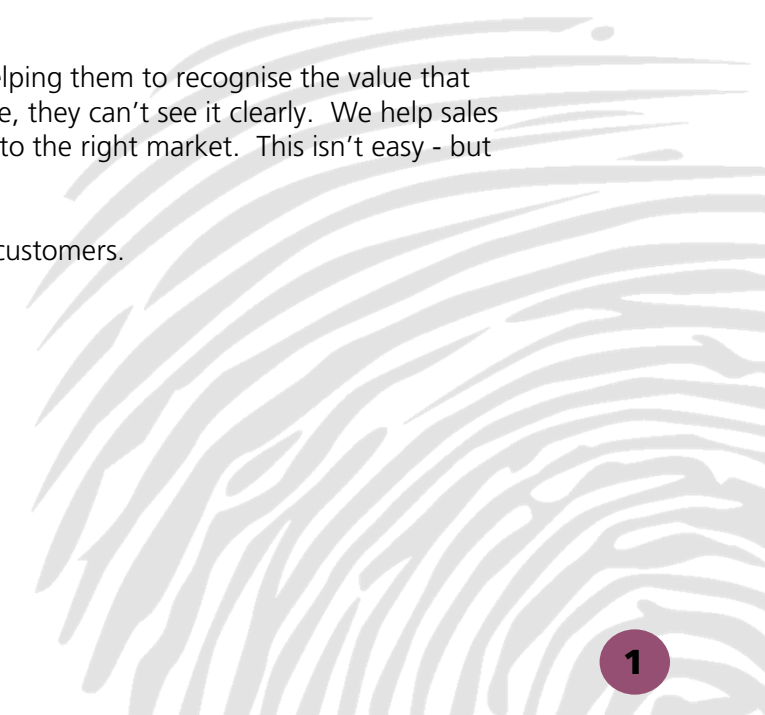 elping them to recognise the value that
e, they can't see it clearly.  We help sales
to the right market.  This isn't easy - but
customers.
1